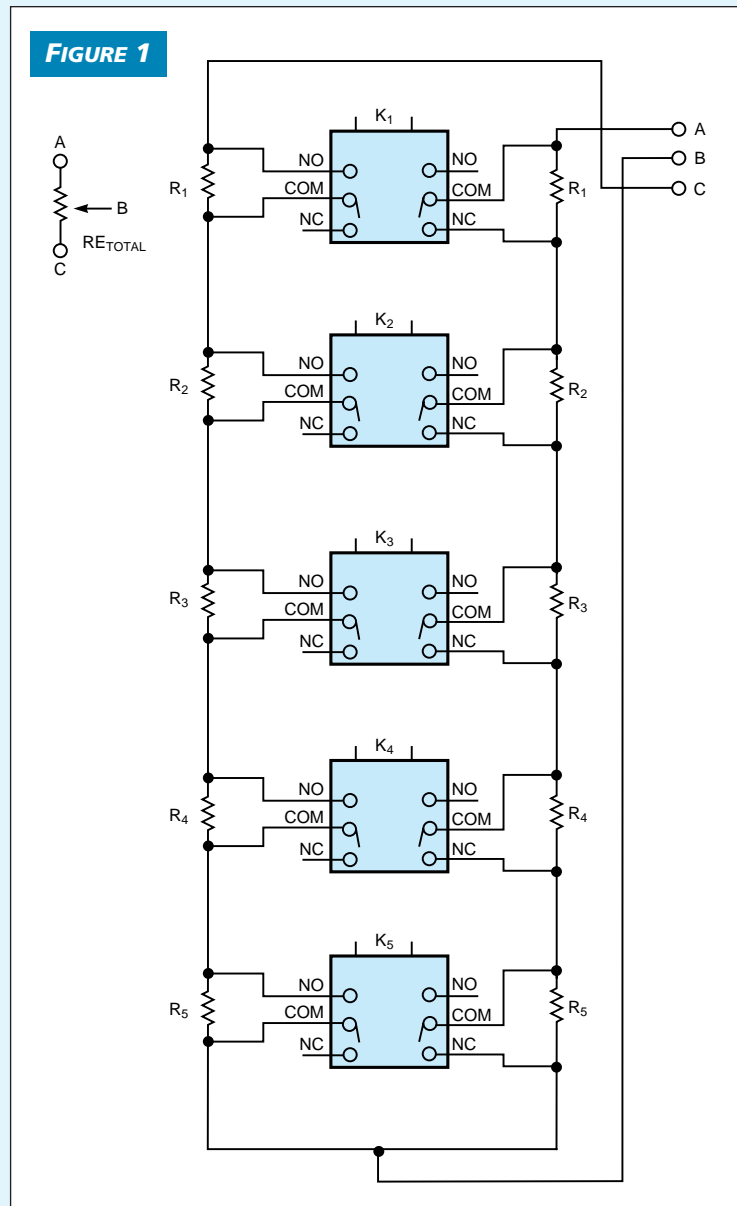 FIGURE 1
A
B
C
RE_TOTAL
A
B
C
K₁
R₁
NO
COM
NC
NO
COM
NC
R₁
K₂
R₂
NO
COM
NC
NO
COM
NC
R₂
K₃
R₃
NO
COM
NC
NO
COM
NC
R₃
K₄
R₄
NO
COM
NC
NO
COM
NC
R₄
K₅
R₅
NO
COM
NC
NO
COM
NC
R₅